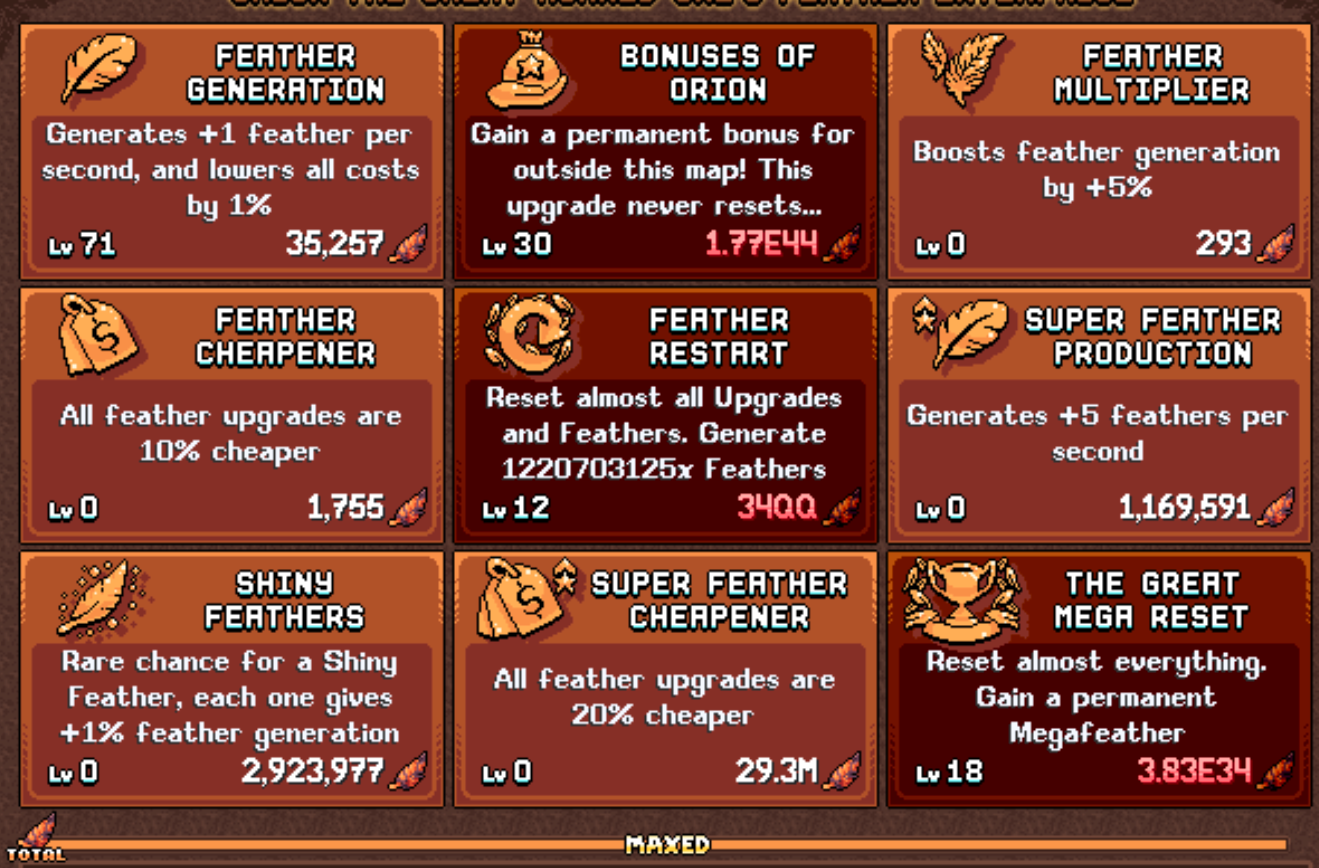 FEATHER
GENERATION
Generates +1 feather per
second, and lowers all costs
by 1%
Lv 71 35,257
BONUSES OF
ORION
Gain a permanent bonus for
outside this map! This
upgrade never resets...
Lv 30 1.77E44
FEATHER
MULTIPLIER
Boosts feather generation
by +5%
Lv 0 293
FEATHER
CHEAPENER
All feather upgrades are
10% cheaper
Lv 0 1,755
FEATHER
RESTART
Reset almost all Upgrades
and Feathers. Generate
1220703125x Feathers
Lv 12 34QQ
SUPER FEATHER
PRODUCTION
Generates +5 feathers per
second
Lv 0 1,169,591
SHINY
FEATHERS
Rare chance for a Shiny
Feather, each one gives
+1% feather generation
Lv 0 2,923,977
SUPER FEATHER
CHEAPENER
All feather upgrades are
20% cheaper
Lv 0 29.3M
THE GREAT
MEGA RESET
Reset almost everything.
Gain a permanent
Megafeather
Lv 18 3.83E34
TOTAL
MAXED